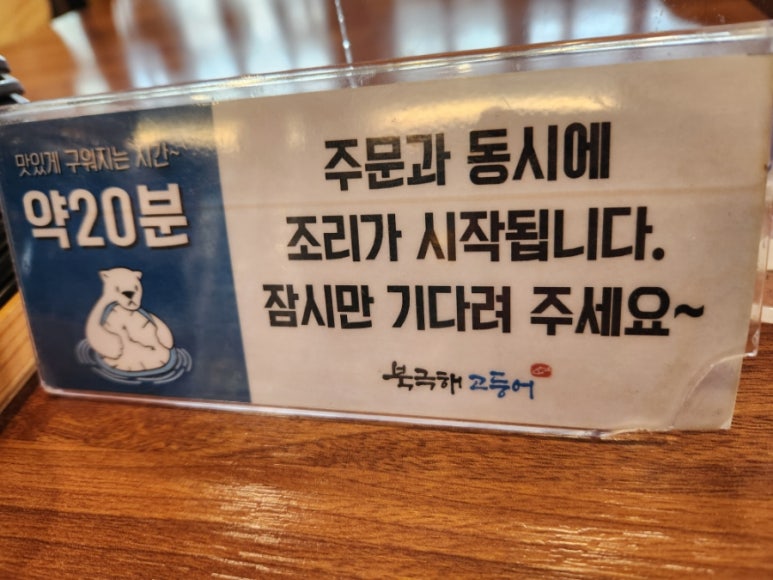 맛있게 구워지는 시간~
약20분
주문과 동시에
조리가 시작됩니다.
잠시만 기다려 주세요~
북극해 고등어